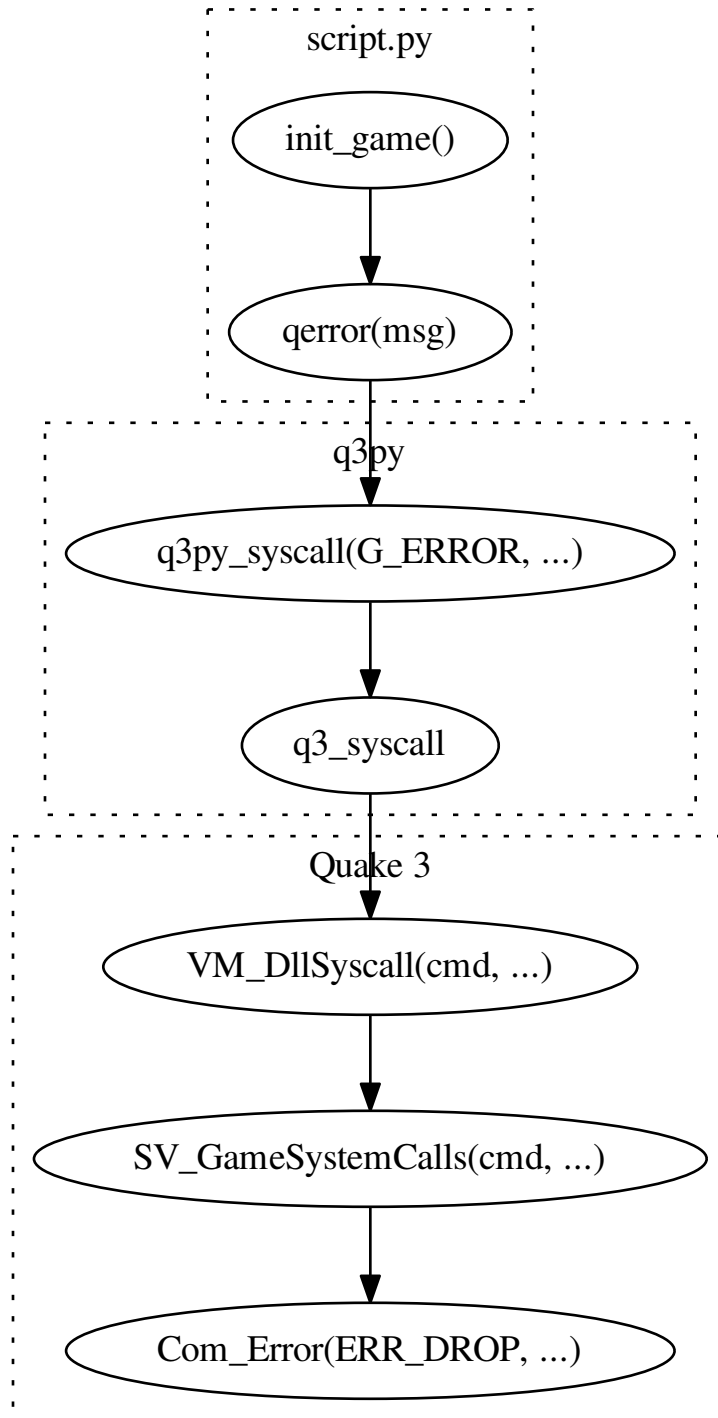 script.py
init_game()
qerror(msg)
q3py
q3py_syscall(G_ERROR, ...)
q3_syscall
Quake 3
VM_DllSyscall(cmd, ...)
SV_GameSystemCalls(cmd, ...)
Com_Error(ERR_DROP, ...)